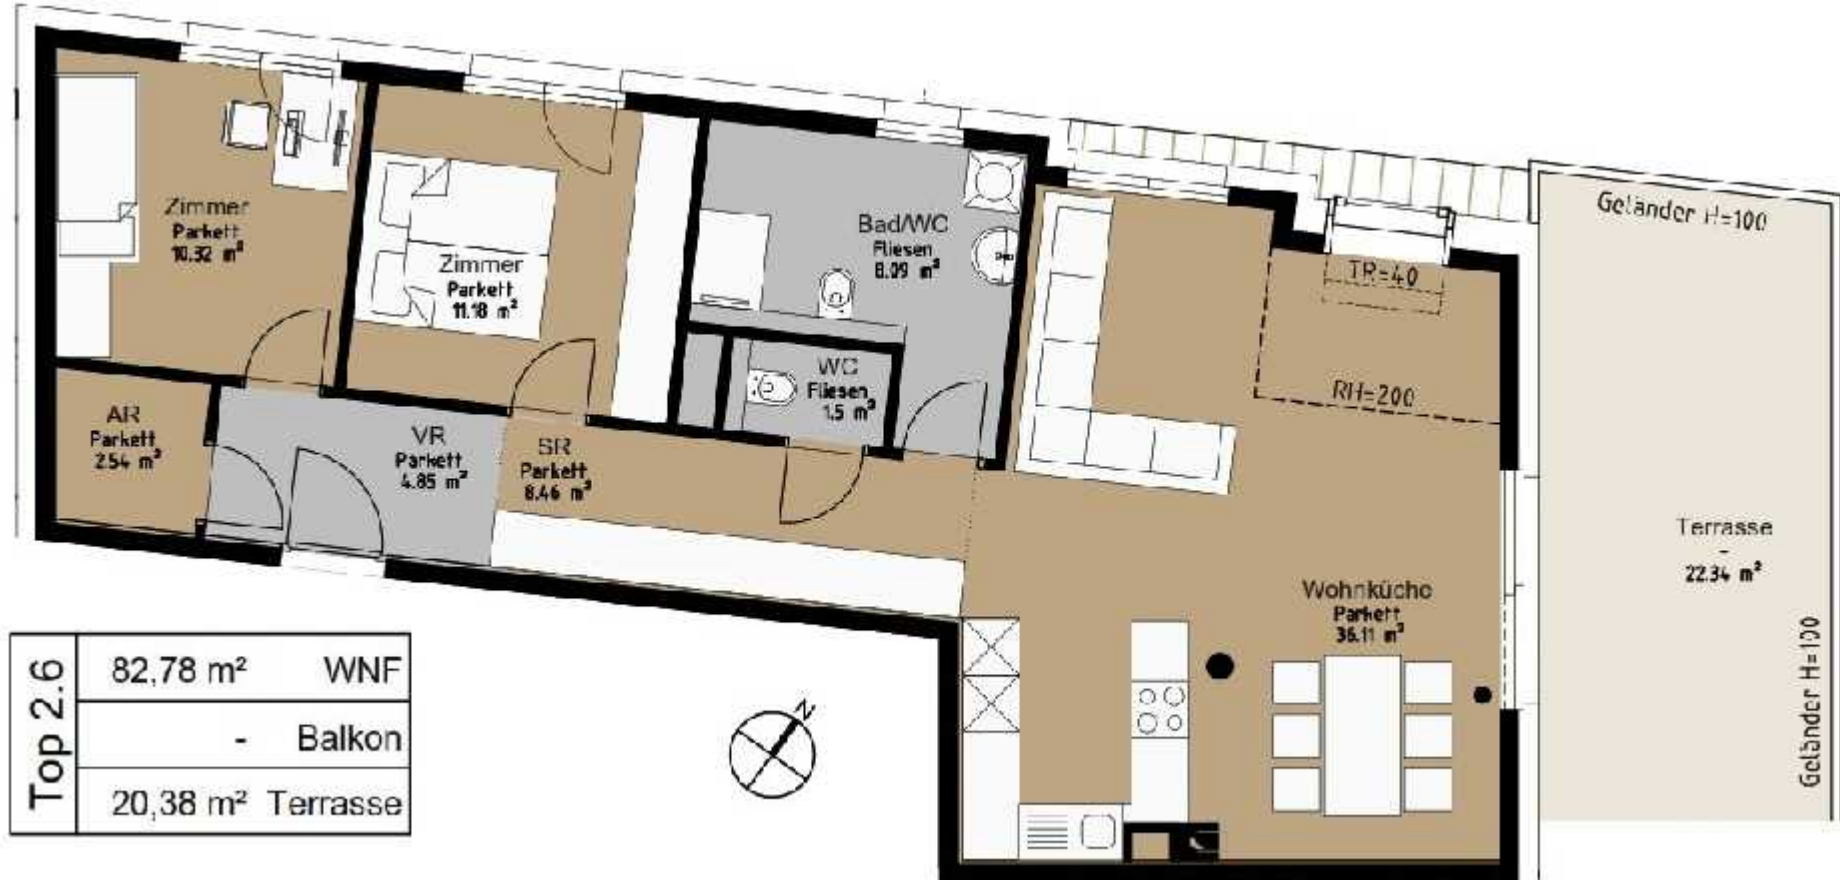 Geländer H=100
Zimmer
Parkett
10.32 m²
Zimmer
Parkett
11.18 m²
Bad/WC
Fliesen
8.09 m²
TR=40
RH=200
WC
Fliesen
1.5 m²
AR
Parkett
2.54 m²
VR
Parkett
4.85 m²
SR
Parkett
8.46 m²
Terrasse
-
22.34 m²
Wohnküche
Parkett
36.11 m²
Geländer H=100
Top 2.6
82,78 m² WNF
- Balkon
20,38 m² Terrasse
N